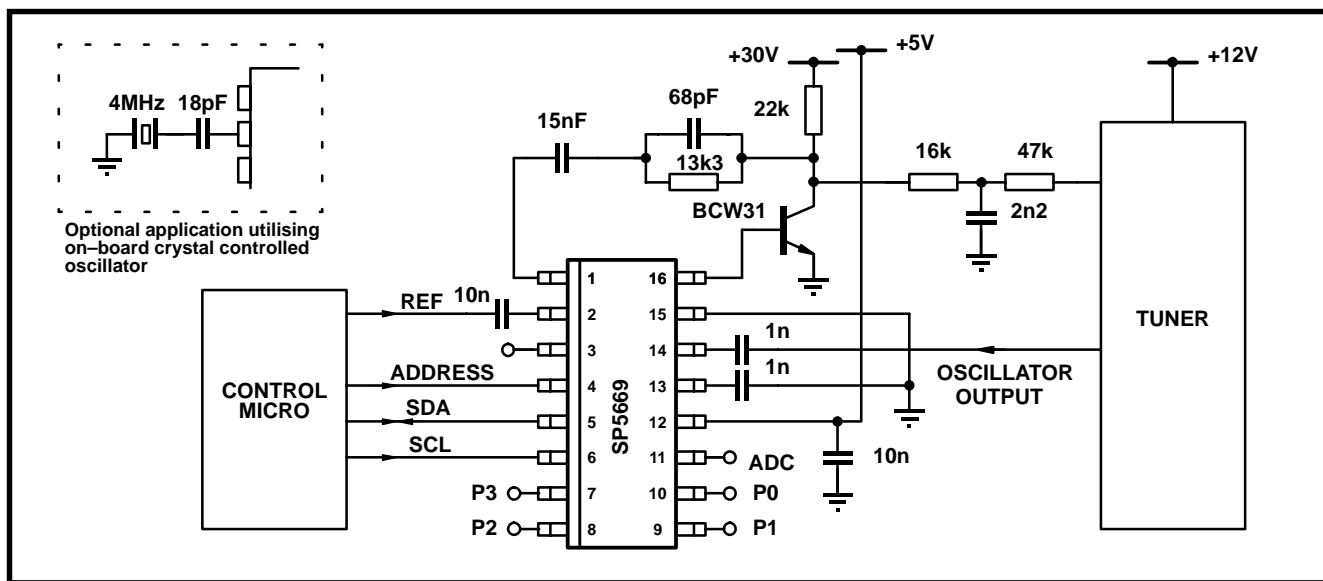 +5V
+30V
+12V
4MHz 18pF
68pF
22k
15nF
13k3
16k 47k
BCW31
2n2
Optional application utilising
on–board crystal controlled
oscillator
1 16
REF 10n 2 15
3 14 1n
ADDRESS 4 13 1n
SDA 5 12
SCL 6 11 ADC
P3 7 10 P0
P2 8 9 P1
CONTROL
MICRO
SP5669
10n
OSCILLATOR
OUTPUT
TUNER